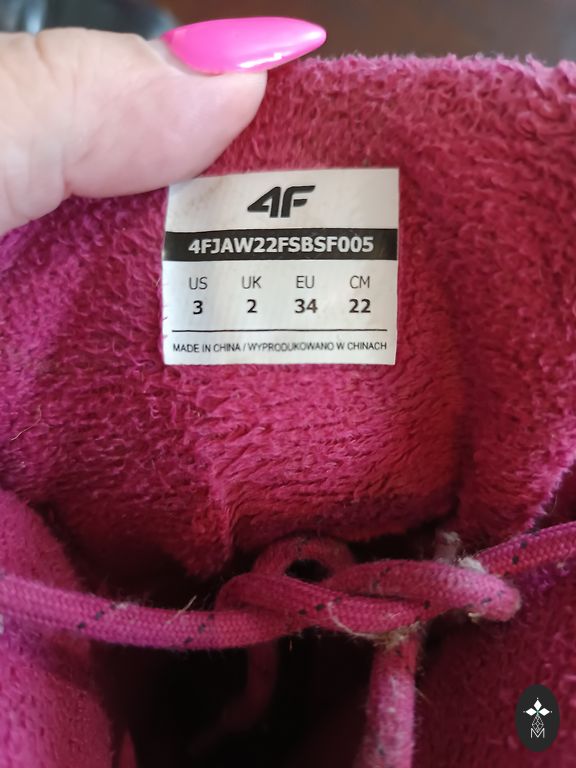 4F
4FJAW22FSBSF005
US UK EU CM
3 2 34 22
MADE IN CHINA / WYPRODUKOWANO W CHINACH